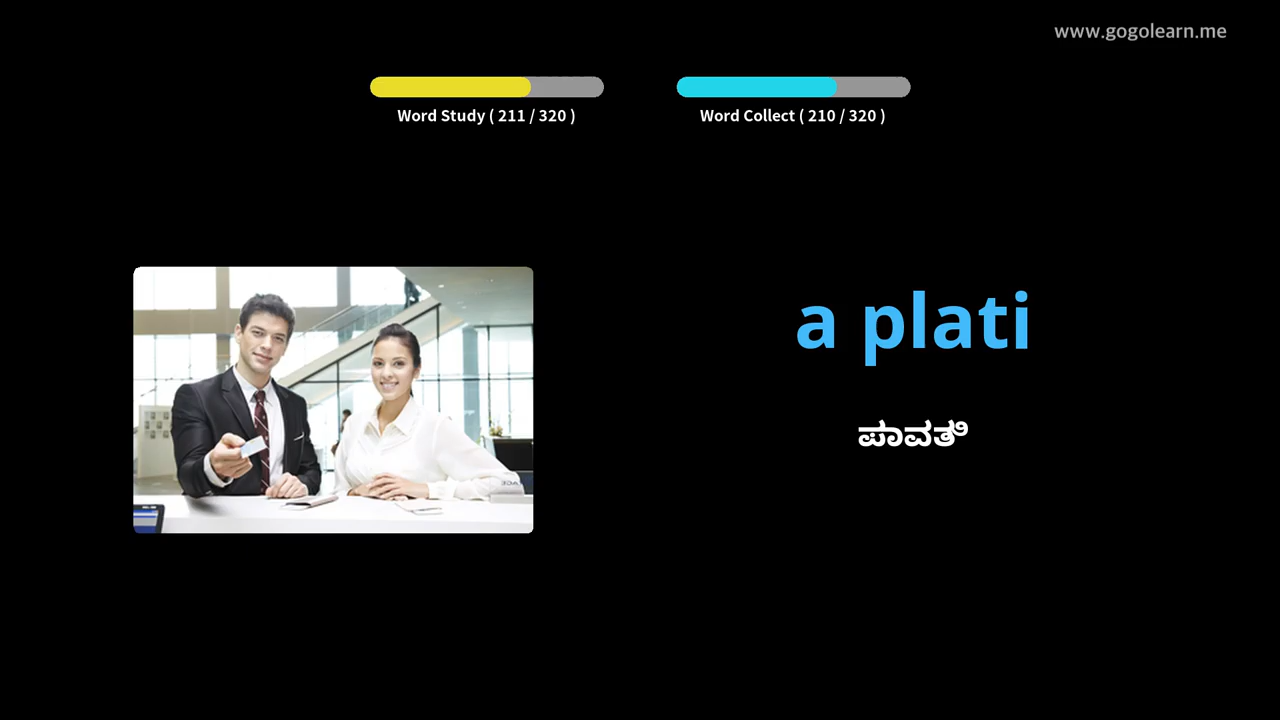 www.gogolearn.me
Word Study ( 211 / 320 )
Word Collect ( 210 / 320 )
a plati
ಪಾವತಿ